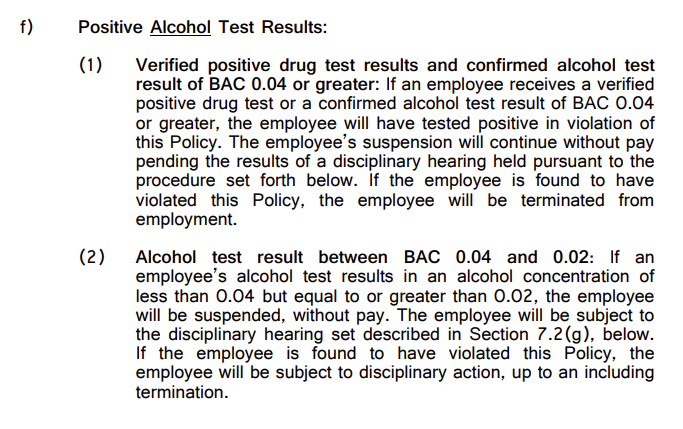 f) Positive Alcohol Test Results:
(1) Verified positive drug test results and confirmed alcohol test
result of BAC 0.04 or greater: If an employee receives a verified
positive drug test or a confirmed alcohol test result of BAC 0.04
or greater, the employee will have tested positive in violation of
this Policy. The employee's suspension will continue without pay
pending the results of a disciplinary hearing held pursuant to the
procedure set forth below. If the employee is found to have
violated this Policy, the employee will be terminated from
employment.
(2) Alcohol test result between BAC 0.04 and 0.02: If an
employee's alcohol test results in an alcohol concentration of
less than 0.04 but equal to or greater than 0.02, the employee
will be suspended, without pay. The employee will be subject to
the disciplinary hearing set described in Section 7.2(g), below.
If the employee is found to have violated this Policy, the
employee will be subject to disciplinary action, up to an including
termination.